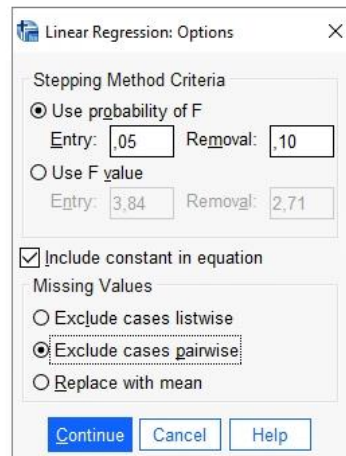 Linear Regression: Options
Stepping Method Criteria
Use probability of F
Entry: ,05 Removal: ,10
Use F value
Entry: 3,84 Removal: 2,71
Include constant in equation
Missing Values
Exclude cases listwise
Exclude cases pairwise
Replace with mean
Continue Cancel Help